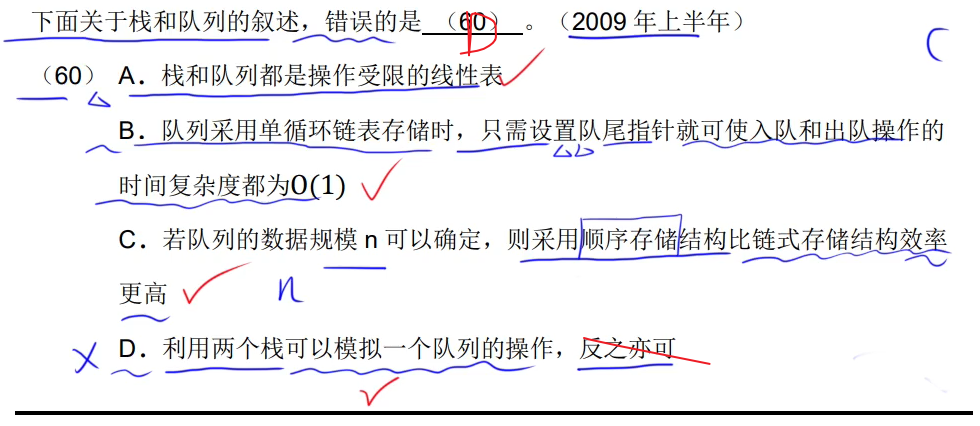 下面关于栈和队列的叙述，错误的是 （60） 。（2009 年上半年） D
（60） A．栈和队列都是操作受限的线性表
B．队列采用单循环链表存储时，只需设置队尾指针就可使入队和出队操作的
时间复杂度都为O(1)
C．若队列的数据规模 n 可以确定，则采用顺序存储结构比链式存储结构效率
更高
n
D．利用两个栈可以模拟一个队列的操作，反之亦可